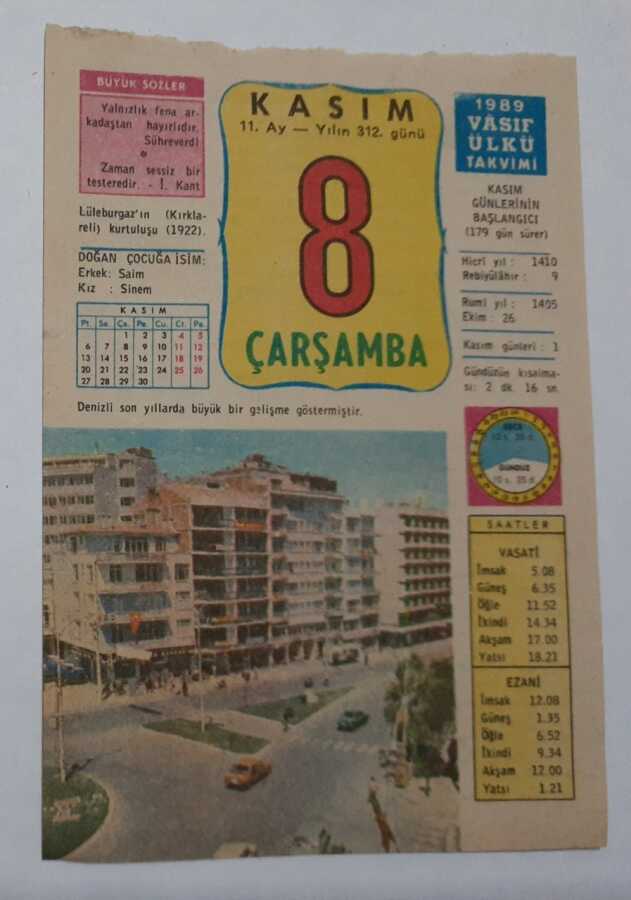 BÜYÜK SÖZLER
Yalnızlık fena ar-
kadaştan hayırlıdır.
Sühreverdî
Zaman sessiz bir
testeredir. - İ. Kant
Lüleburgaz'ın (Kırkla-
reli) kurtuluşu (1922).
DOĞAN ÇOCUĞA İSİM:
Erkek: Saim
Kız : Sinem
KASIM
Pt. Sa. Ça. Pe. Cu. Ct. Pa.
1 2 3 4 5
6 7 8 9 10 11 12
13 14 15 16 17 18 19
20 21 22 23 24 25 26
27 28 29 30
KASIM
11. Ay — Yılın 312. günü
8
ÇARŞAMBA
1989
VÂSIF
ÜLKÜ
TAKVİMİ
KASIM
GÜNLERİNİN
BAŞLANGICI
(179 gün sürer)
Hicrî yıl : 1410
Rebiyülâhır : 9
Rumî yıl : 1405
Ekim : 26
Kasım günleri : 1
Gündüzün kısalma-
sı: 2 dk. 16 sn.
Denizli son yıllarda büyük bir gelişme göstermiştir.
GECE
GÜNDÜZ
SAATLER
VASATİ
İmsak 5.08
Güneş 6.35
Öğle 11.52
İkindi 14.34
Akşam 17.00
Yatsı 18.21
EZANİ
İmsak 12.08
Güneş 1.35
Öğle 6.52
İkindi 9.34
Akşam 12.00
Yatsı 1.21